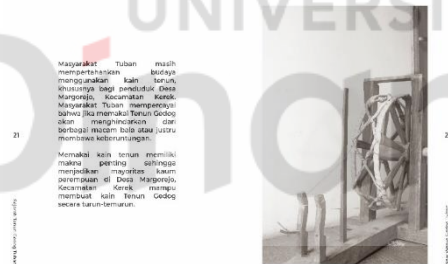 UNIVERSI
Masyarakat Tuban masih
mempertahankan budaya
menggunakan kain tenun,
khususnya bagi penduduk Desa
Margorejo, Kecamatan Kerek.
Masyarakat Tuban mempercayai
bahwa jika memakai Tenun Gedog
akan menghindarkan dari
berbagai macam bala atau justru
membawa keberuntungan.
21
Memakai kain tenun memiliki
makna penting sehingga
menjadikan mayoritas kaum
perempuan di Desa Margorejo,
Kecamatan Kerek mampu
membuat kain Tenun Gedog
secara turun-temurun.